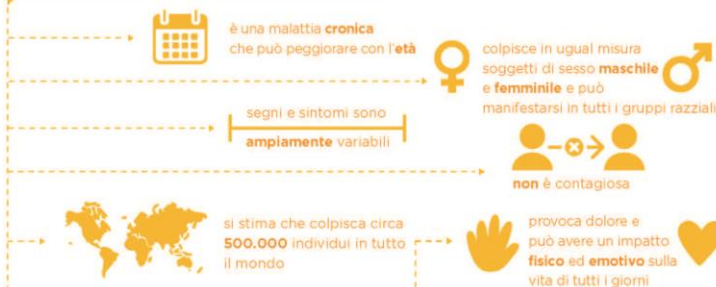 è una malattia cronica
che può peggiorare con l'età
colpisce in ugual misura
soggetti di sesso maschile
e femminile e può
manifestarsi in tutti i gruppi razziali
segni e sintomi sono
ampiamente variabili
non è contagiosa
si stima che colpisca circa
500.000 individui in tutto
il mondo
provoca dolore e
può avere un impatto
fisico ed emotivo sulla
vita di tutti i giorni